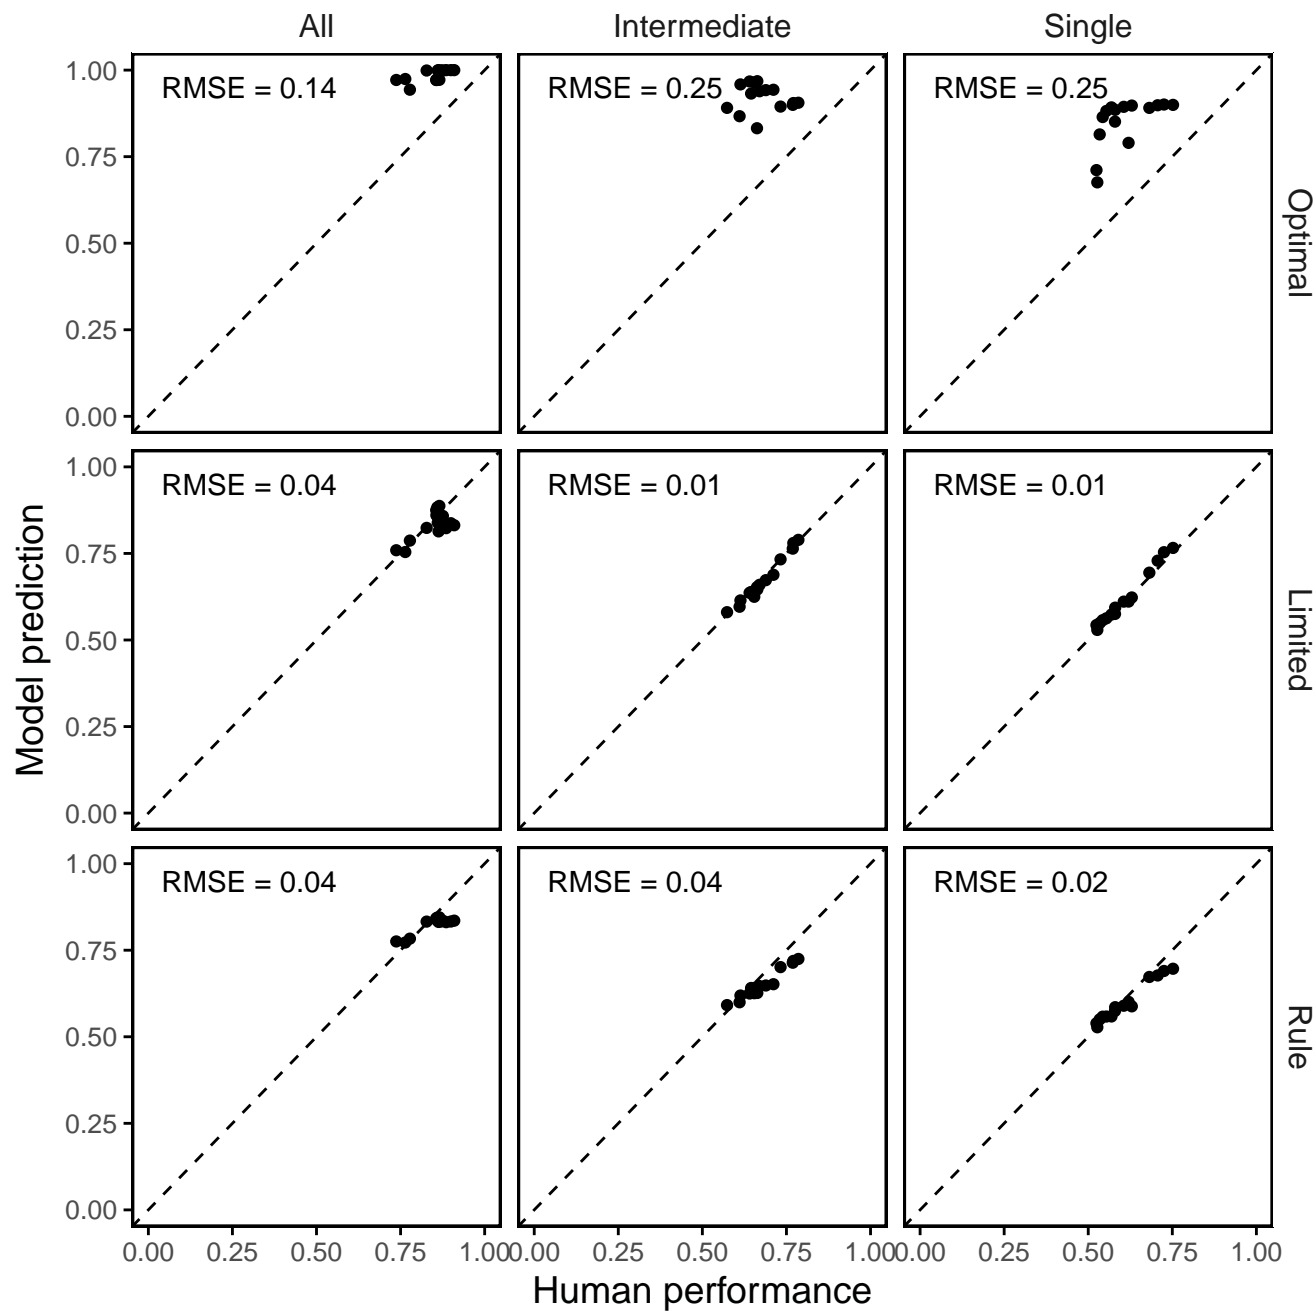 All Intermediate Single
1.00
RMSE = 0.14 RMSE = 0.25 RMSE = 0.25
0.75
0.50
0.25
0.00
Optimal
1.00
RMSE = 0.04 RMSE = 0.01 RMSE = 0.01
0.75
0.50
0.25
0.00
Limited
Model prediction
1.00
RMSE = 0.04 RMSE = 0.04 RMSE = 0.02
0.75
0.50
0.25
0.00
Rule
0.00 0.25 0.50 0.75 1.00 0.00 0.25 0.50 0.75 1.00 0.00 0.25 0.50 0.75 1.00
Human performance